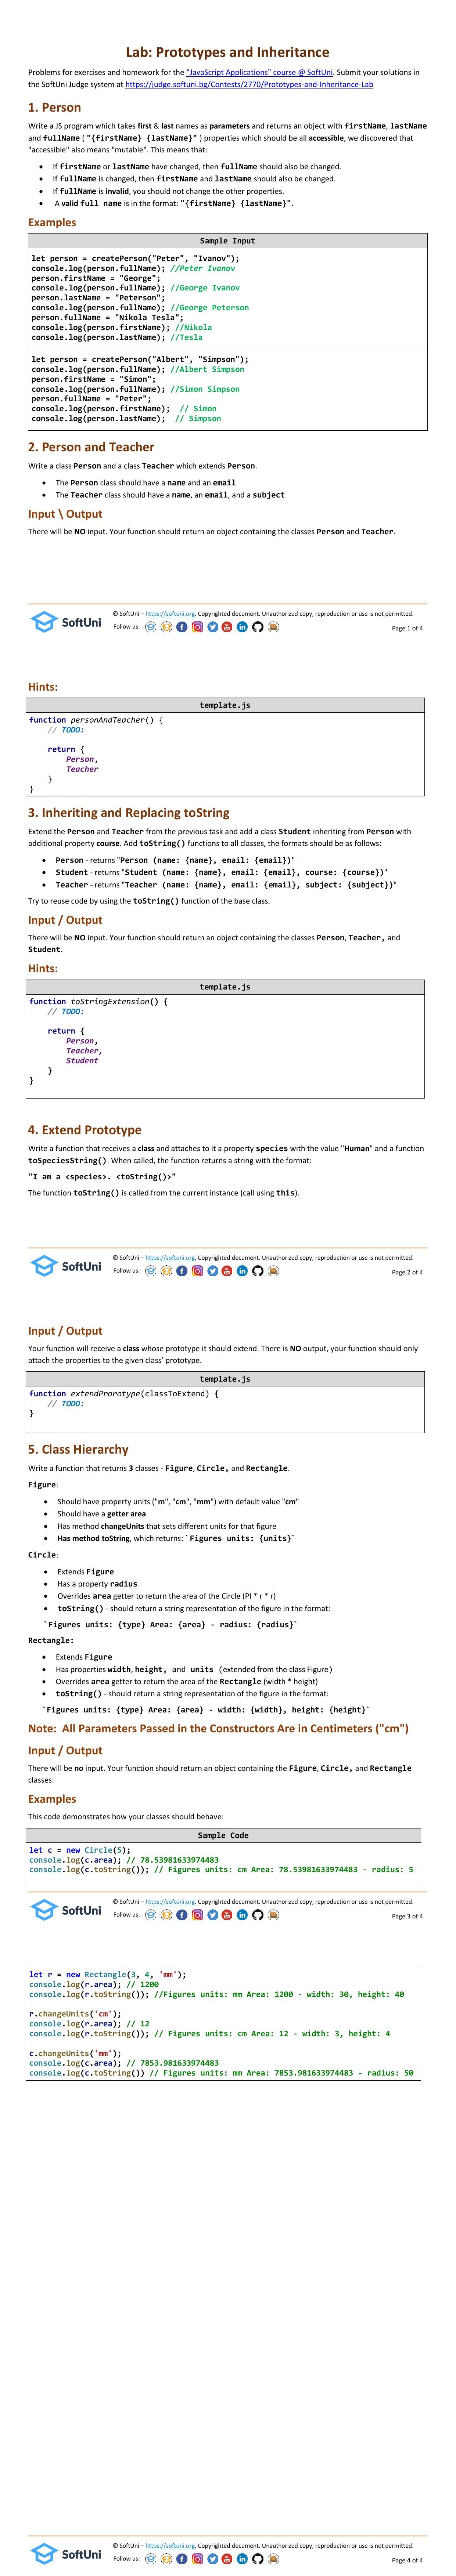 Lab: Prototypes and Inheritance
Problems for exercises and homework for the "JavaScript Applications" course @ SoftUni. Submit your solutions in
the SoftUni Judge system at https://judge.softuni.bg/Contests/2770/Prototypes-and-Inheritance-Lab
1. Person
Write a JS program which takes first & last names as parameters and returns an object with firstName, lastName
and fullName ( "{firstName} {lastName}" ) properties which should be all accessible, we discovered that
"accessible" also means "mutable". This means that:
• If firstName or lastName have changed, then fullName should also be changed.
• If fullName is changed, then firstName and lastName should also be changed.
• If fullName is invalid, you should not change the other properties.
• A valid full name is in the format: "{firstName} {lastName}".
Examples
Sample Input
let person = createPerson("Peter", "Ivanov");
console.log(person.fullName); //Peter Ivanov
person.firstName = "George";
console.log(person.fullName); //George Ivanov
person.lastName = "Peterson";
console.log(person.fullName); //George Peterson
person.fullName = "Nikola Tesla";
console.log(person.firstName); //Nikola
console.log(person.lastName); //Tesla
let person = createPerson("Albert", "Simpson");
console.log(person.fullName); //Albert Simpson
person.firstName = "Simon";
console.log(person.fullName); //Simon Simpson
person.fullName = "Peter";
console.log(person.firstName);  // Simon
console.log(person.lastName);  // Simpson
2. Person and Teacher
Write a class Person and a class Teacher which extends Person.
• The Person class should have a name and an email
• The Teacher class should have a name, an email, and a subject
Input \ Output
There will be NO input. Your function should return an object containing the classes Person and Teacher.
SoftUni
© SoftUni – https://softuni.org. Copyrighted document. Unauthorized copy, reproduction or use is not permitted.
Follow us:
Page 1 of 4
Hints:
template.js
function personAndTeacher() {
// TODO:
return {
Person,
Teacher
}
}
3. Inheriting and Replacing toString
Extend the Person and Teacher from the previous task and add a class Student inheriting from Person with
additional property course. Add toString() functions to all classes, the formats should be as follows:
• Person - returns "Person (name: {name}, email: {email})"
• Student - returns "Student (name: {name}, email: {email}, course: {course})"
• Teacher - returns "Teacher (name: {name}, email: {email}, subject: {subject})"
Try to reuse code by using the toString() function of the base class.
Input / Output
There will be NO input. Your function should return an object containing the classes Person, Teacher, and
Student.
Hints:
template.js
function toStringExtension() {
// TODO:
return {
Person,
Teacher,
Student
}
}
4. Extend Prototype
Write a function that receives a class and attaches to it a property species with the value "Human" and a function
toSpeciesString(). When called, the function returns a string with the format:
"I am a <species>. <toString()>"
The function toString() is called from the current instance (call using this).
SoftUni
© SoftUni – https://softuni.org. Copyrighted document. Unauthorized copy, reproduction or use is not permitted.
Follow us:
Page 2 of 4
Input / Output
Your function will receive a class whose prototype it should extend. There is NO output, your function should only
attach the properties to the given class' prototype.
template.js
function extendProrotype(classToExtend) {
// TODO:
}
5. Class Hierarchy
Write a function that returns 3 classes - Figure, Circle, and Rectangle.
Figure:
• Should have property units ("m", "cm", "mm") with default value "cm"
• Should have a getter area
• Has method changeUnits that sets different units for that figure
• Has method toString, which returns: `Figures units: {units}`
Circle:
• Extends Figure
• Has a property radius
• Overrides area getter to return the area of the Circle (PI * r * r)
• toString() - should return a string representation of the figure in the format:
`Figures units: {type} Area: {area} - radius: {radius}`
Rectangle:
• Extends Figure
• Has properties width, height, and units (extended from the class Figure)
• Overrides area getter to return the area of the Rectangle (width * height)
• toString() - should return a string representation of the figure in the format:
`Figures units: {type} Area: {area} - width: {width}, height: {height}`
Note: All Parameters Passed in the Constructors Are in Centimeters ("cm")
Input / Output
There will be no input. Your function should return an object containing the Figure, Circle, and Rectangle
classes.
Examples
This code demonstrates how your classes should behave:
Sample Code
let c = new Circle(5);
console.log(c.area); // 78.53981633974483
console.log(c.toString()); // Figures units: cm Area: 78.53981633974483 - radius: 5
SoftUni
© SoftUni – https://softuni.org. Copyrighted document. Unauthorized copy, reproduction or use is not permitted.
Follow us:
Page 3 of 4
let r = new Rectangle(3, 4, 'mm');
console.log(r.area); // 1200
console.log(r.toString()); //Figures units: mm Area: 1200 - width: 30, height: 40
r.changeUnits('cm');
console.log(r.area); // 12
console.log(r.toString()); // Figures units: cm Area: 12 - width: 3, height: 4
c.changeUnits('mm');
console.log(c.area); // 7853.981633974483
console.log(c.toString()) // Figures units: mm Area: 7853.981633974483 - radius: 50
SoftUni
© SoftUni – https://softuni.org. Copyrighted document. Unauthorized copy, reproduction or use is not permitted.
Follow us:
Page 4 of 4